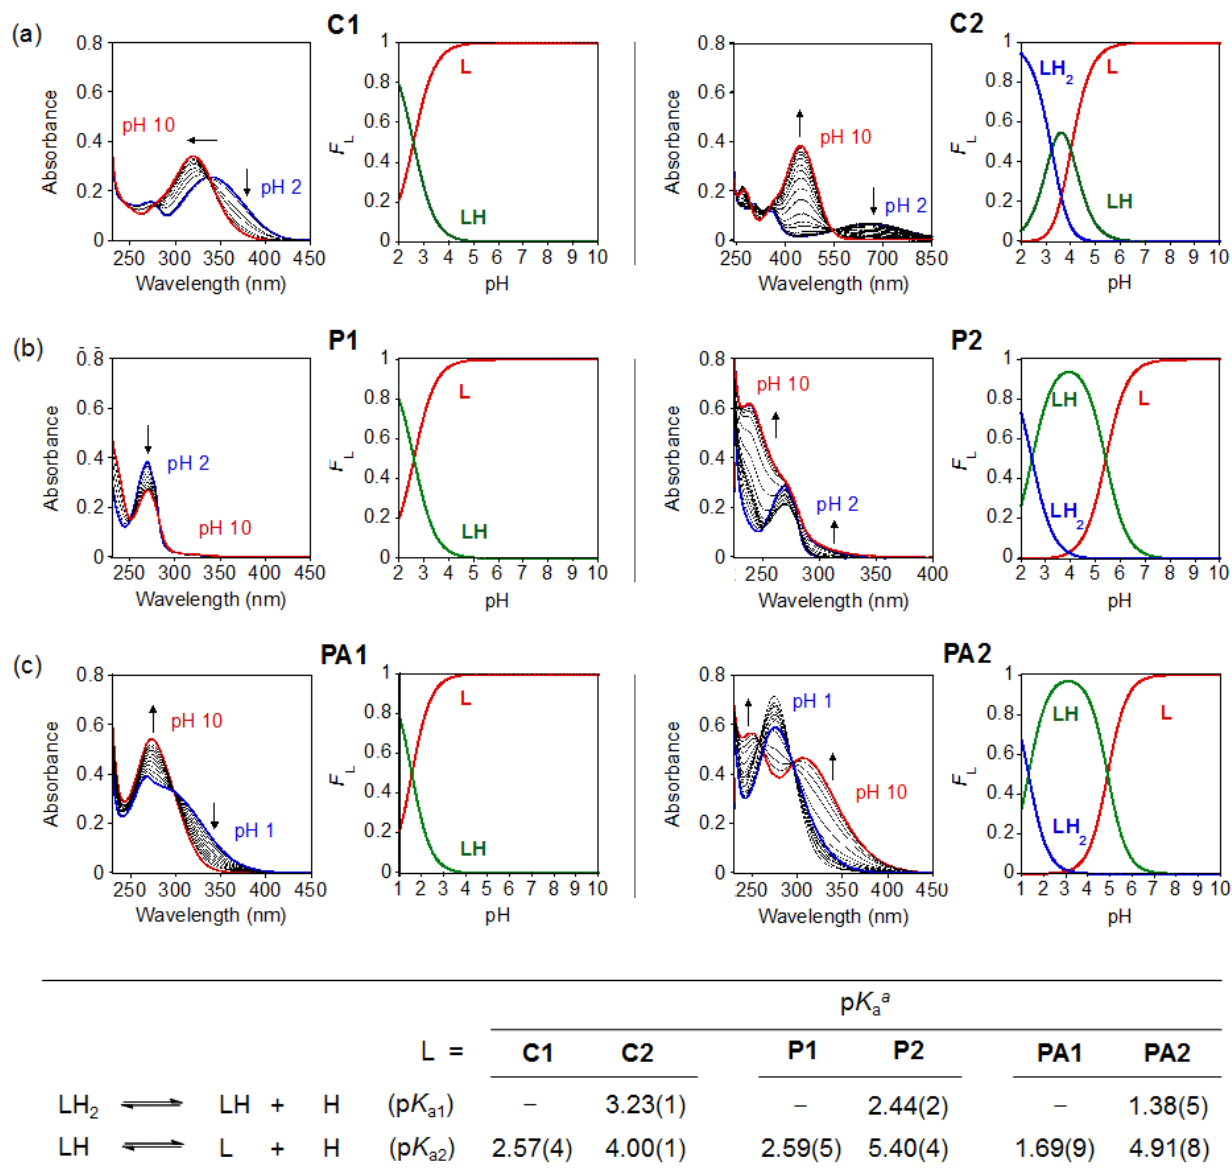 (a)
C1
C2
0.8
0.6
0.4
0.2
0
Absorbance
pH 10
pH 2
250 300 350 400 450
Wavelength (nm)
1
0.8
0.6
0.4
0.2
0
F_L
L
LH
2 3 4 5 6 7 8 9 10
pH
0.8
0.6
0.4
0.2
0
Absorbance
pH 10
pH 2
250 400 550 700 850
Wavelength (nm)
1
0.8
0.6
0.4
0.2
0
F_L
LH₂
L
LH
2 3 4 5 6 7 8 9 10
pH
(b)
P1
P2
0.8
0.6
0.4
0.2
0
Absorbance
pH 2
pH 10
250 300 350 400 450
Wavelength (nm)
1
0.8
0.6
0.4
0.2
0
F_L
L
LH
2 3 4 5 6 7 8 9 10
pH
0.8
0.6
0.4
0.2
0
Absorbance
pH 10
pH 2
250 300 350 400
Wavelength (nm)
1
0.8
0.6
0.4
0.2
0
F_L
LH
L
LH₂
2 3 4 5 6 7 8 9 10
pH
(c)
PA1
PA2
0.8
0.6
0.4
0.2
0
Absorbance
pH 10
pH 1
250 300 350 400 450
Wavelength (nm)
1
0.8
0.6
0.4
0.2
0
F_L
L
LH
1 2 3 4 5 6 7 8 9 10
pH
0.8
0.6
0.4
0.2
0
Absorbance
pH 1
pH 10
250 300 350 400 450
Wavelength (nm)
1
0.8
0.6
0.4
0.2
0
F_L
LH
L
LH₂
1 2 3 4 5 6 7 8 9 10
pH
pKₐᵃ
L = C1 C2 P1 P2 PA1 PA2
LH₂ ⇌ LH + H (pKₐ₁) – 3.23(1) – 2.44(2) – 1.38(5)
LH ⇌ L + H (pKₐ₂) 2.57(4) 4.00(1) 2.59(5) 5.40(4) 1.69(9) 4.91(8)